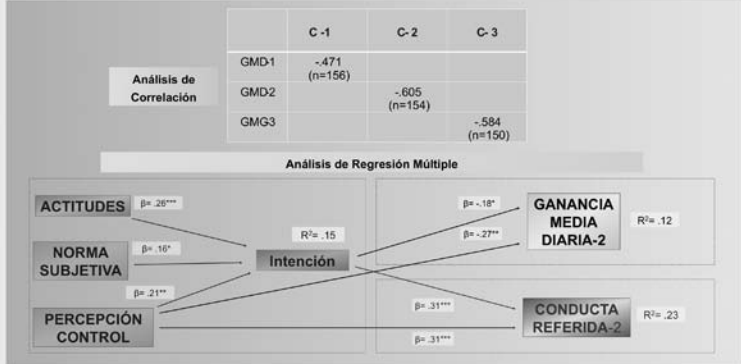 C -1 C- 2 C- 3
Análisis de
Correlación
GMD-1 -.471
(n=156)
GMD-2 -.605
(n=154)
GMG3 -.584
(n=150)
Análisis de Regresión Múltiple
ACTITUDES
β= .26***
NORMA
SUBJETIVA
β= .16*
β= .21**
PERCEPCIÓN
CONTROL
R²= .15
Intención
β= -.18*
β= -.27**
GANANCIA
MEDIA
DIARIA-2
R²= .12
β= .31***
β= .31***
CONDUCTA
REFERIDA-2
R²= .23